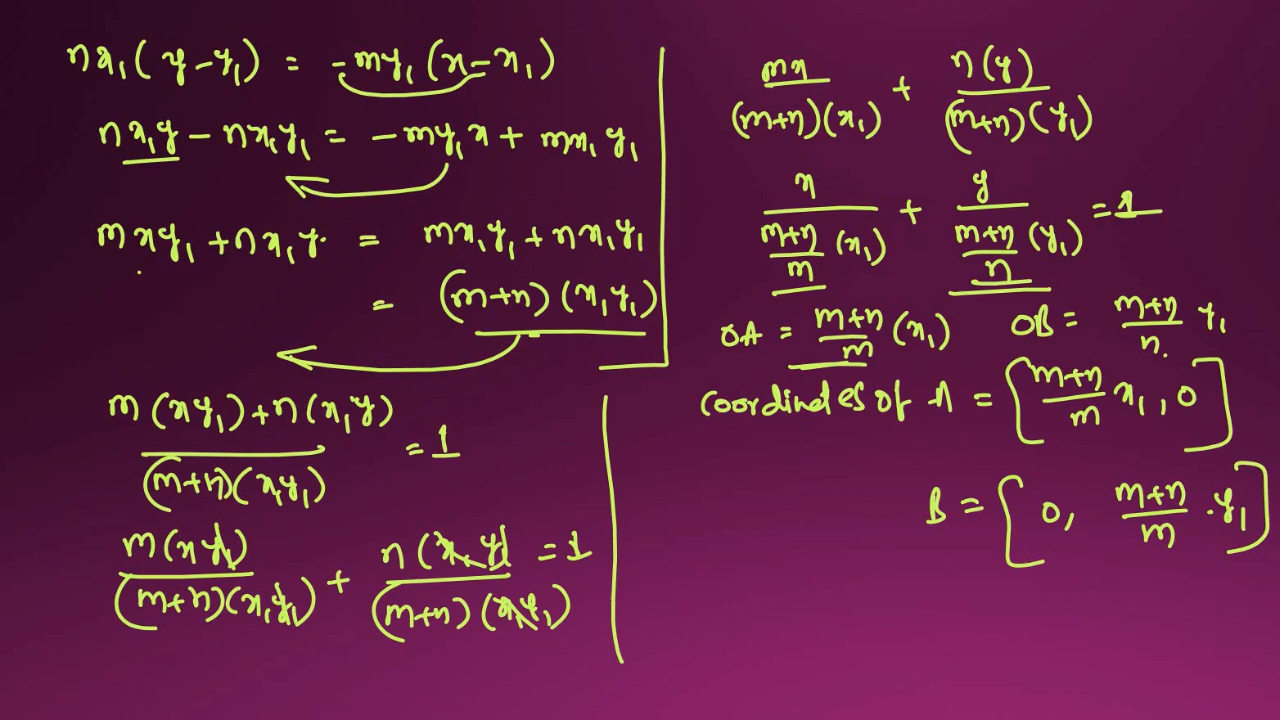 nx₁(y-y₁) = -my₁(x-x₁)
nx₁y - nx₁y₁ = -my₁x + mx₁y₁
mxy₁ + nx₁y = mx₁y₁ + nx₁y₁
= (m+n)(x₁y₁)
m(xy₁)+n(x₁y) / (m+n)(x₁y₁) = 1
m(xy₁) / (m+n)(x₁y₁) + n(x₁y) / (m+n)(x₁y₁) = 1
mx / (m+n)(x₁) + n(y) / (m+n)(y₁)
x / ((m+n)/m (x₁)) + y / ((m+n)/n (y₁)) = 1
OA = (m+n)/m (x₁) OB = (m+n)/n. y₁
coordinates of A = [(m+n)/m x₁, 0]
B = [0, (m+n)/m .y₁]